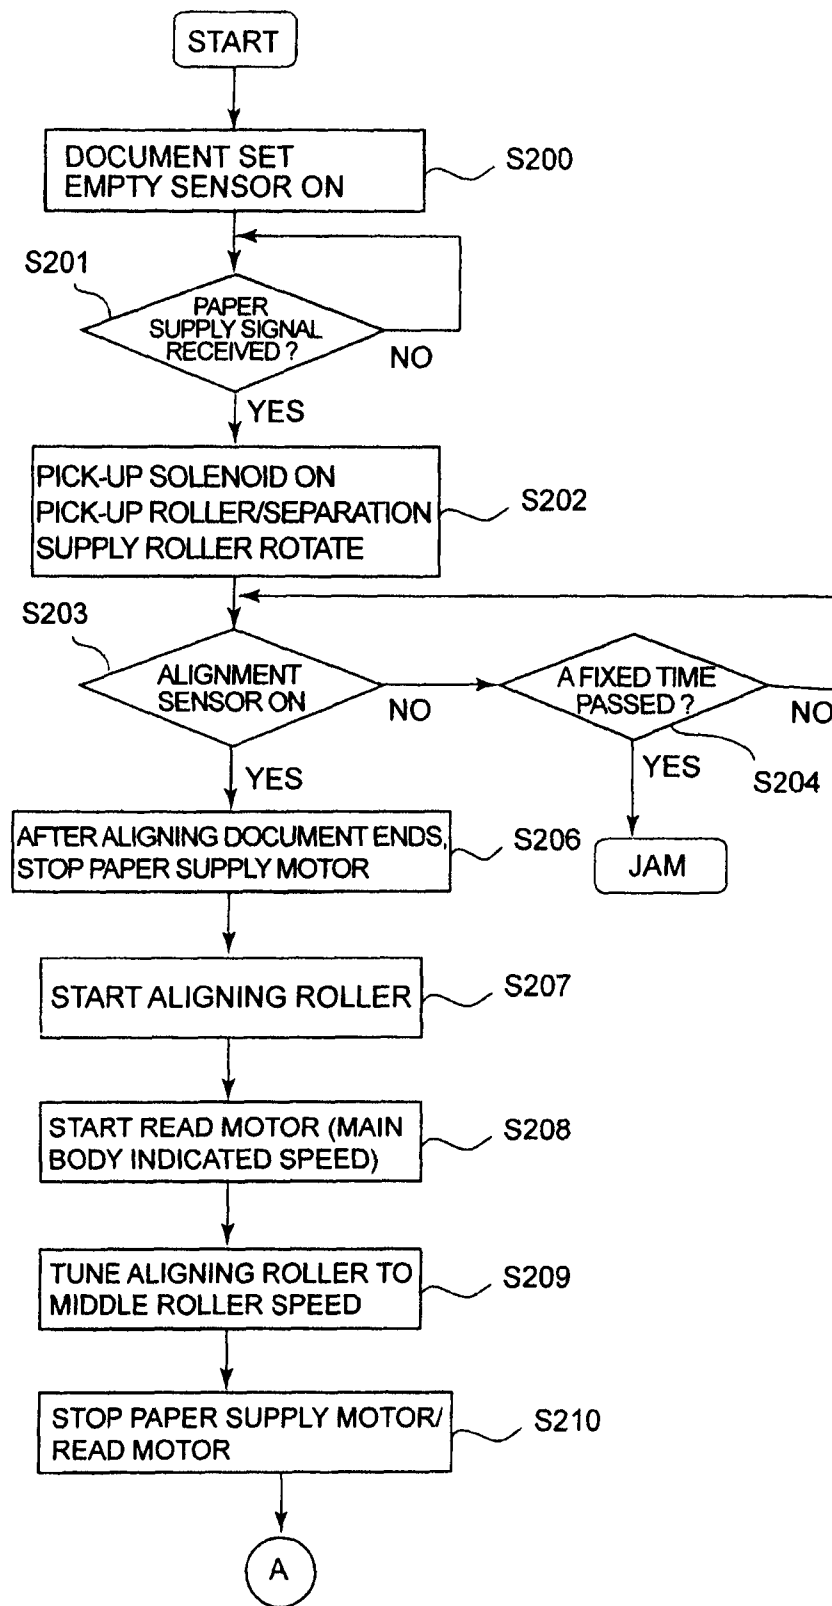 START
DOCUMENT SET
EMPTY SENSOR ON
S200
S201
PAPER
SUPPLY SIGNAL
RECEIVED ?
NO
YES
PICK-UP SOLENOID ON
PICK-UP ROLLER/SEPARATION
SUPPLY ROLLER ROTATE
S202
S203
ALIGNMENT
SENSOR ON
NO
A FIXED TIME
PASSED ?
NO
YES
YES
S204
AFTER ALIGNING DOCUMENT ENDS,
STOP PAPER SUPPLY MOTOR
S206
JAM
START ALIGNING ROLLER
S207
START READ MOTOR (MAIN
BODY INDICATED SPEED)
S208
TUNE ALIGNING ROLLER TO
MIDDLE ROLLER SPEED
S209
STOP PAPER SUPPLY MOTOR/
READ MOTOR
S210
A